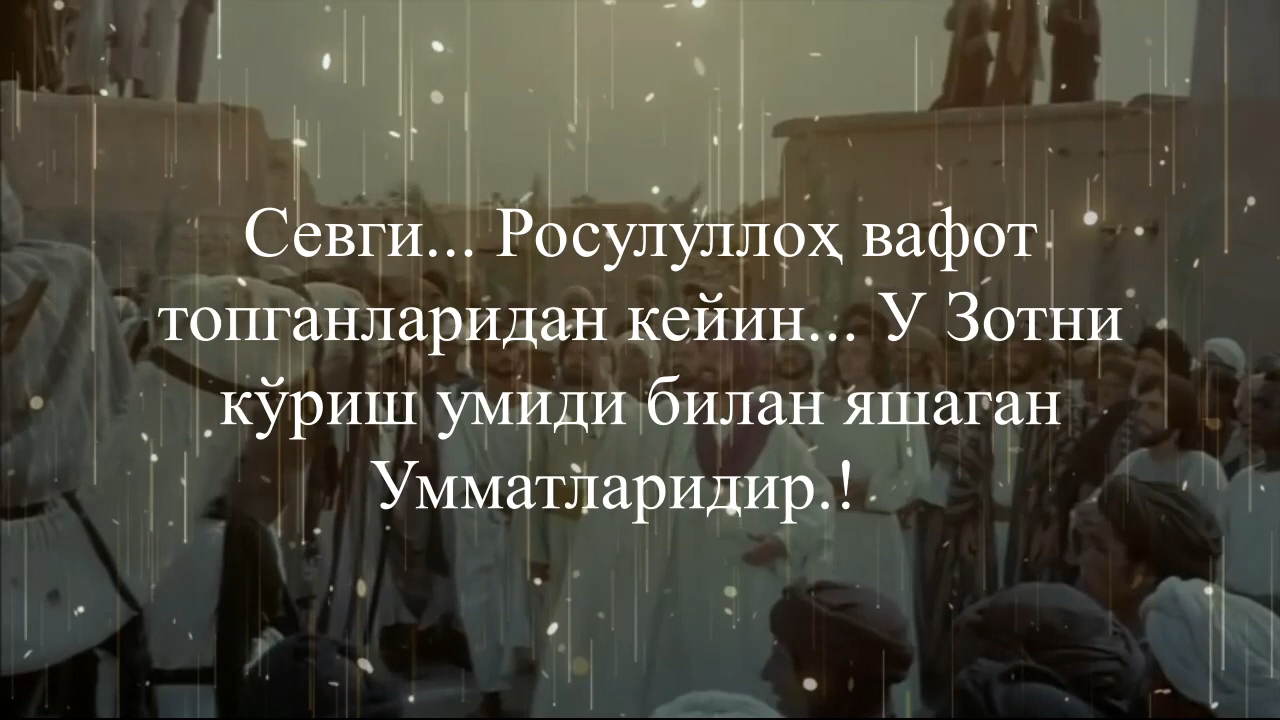 Севги... Росулуллоҳ вафот
топганларидан кейин... У Зотни
кўриш умиди билан яшаган
Умматларидир.!